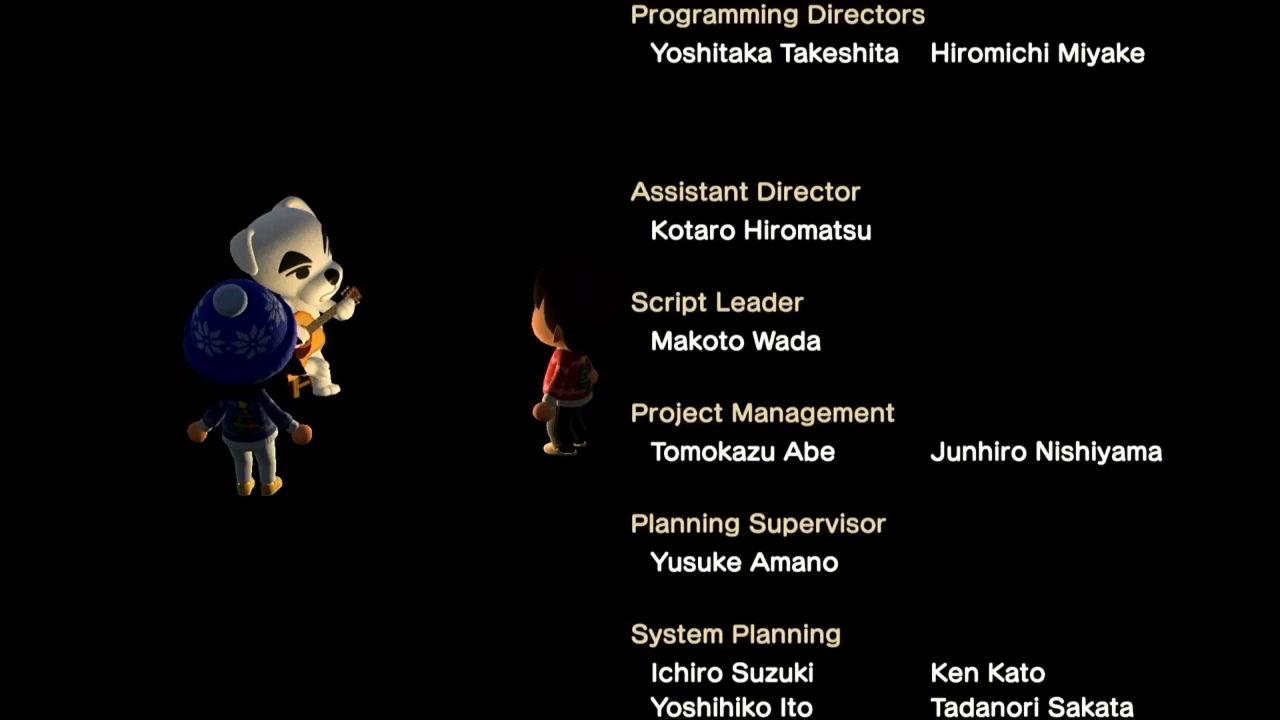 Programming Directors
Yoshitaka Takeshita Hiromichi Miyake
Assistant Director
Kotaro Hiromatsu
Script Leader
Makoto Wada
Project Management
Tomokazu Abe Junhiro Nishiyama
Planning Supervisor
Yusuke Amano
System Planning
Ichiro Suzuki Ken Kato
Yoshihiko Ito Tadanori Sakata